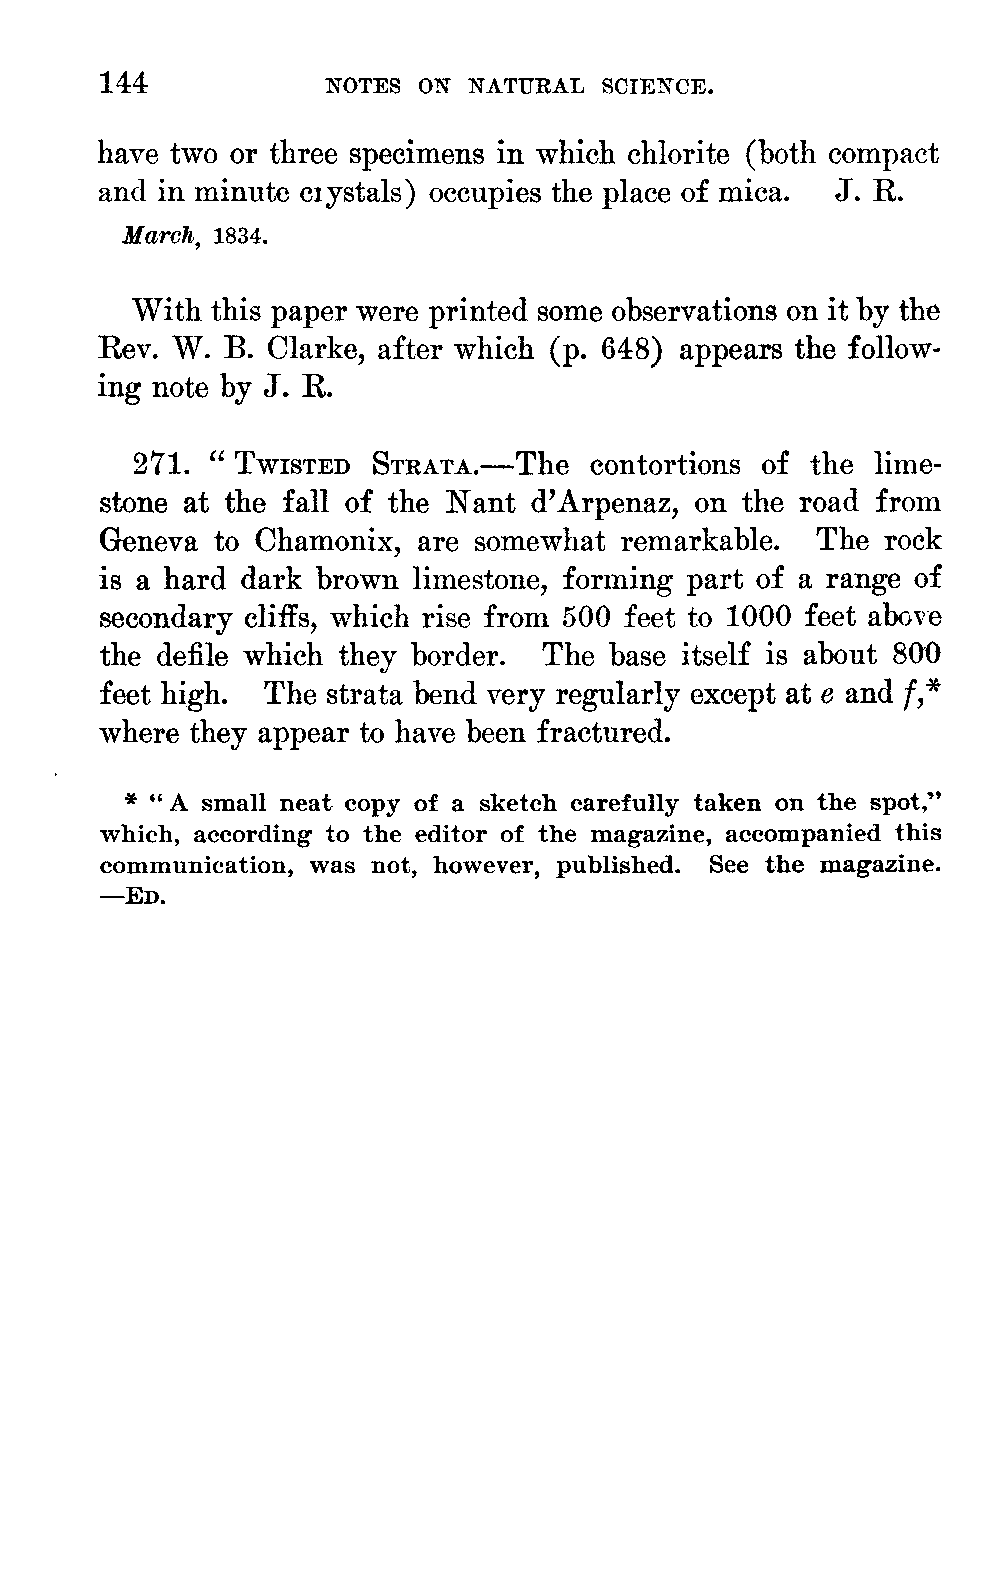 144 NOTES ON NATURAL SCIENCE.
have two or three specimens in which chlorite (both compact
and in minute crystals) occupies the place of mica. J. R.
March, 1834.
With this paper were printed some observations on it by the
Rev. W. B. Clarke, after which (p. 648) appears the follow-
ing note by J. R.
271. “ TWISTED STRATA.—The contortions of the lime-
stone at the fall of the Nant d’Arpenaz, on the road from
Geneva to Chamonix, are somewhat remarkable. The rock
is a hard dark brown limestone, forming part of a range of
secondary cliffs, which rise from 500 feet to 1000 feet above
the defile which they border. The base itself is about 800
feet high. The strata bend very regularly except at e and f,*
where they appear to have been fractured.
* “ A small neat copy of a sketch carefully taken on the spot,”
which, according to the editor of the magazine, accompanied this
communication, was not, however, published. See the magazine.
—ED.